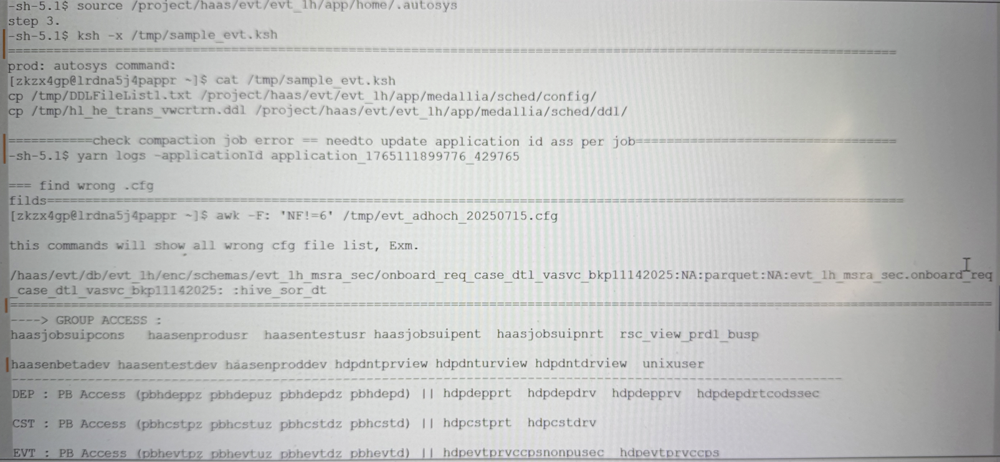 -sh-5.1$ source /project/haas/evt/evt_lh/app/home/.autosys
step 3.
-sh-5.1$ ksh -x /tmp/sample_evt.ksh
=====================================================================================================================
prod: autosys command:
[zkzx4gp@lrdna5j4pappr ~]$ cat /tmp/sample_evt.ksh
cp /tmp/DDLFileList1.txt /project/haas/evt/evt_lh/app/medallia/sched/config/
cp /tmp/hl_he_trans_vwcrtrn.ddl /project/haas/evt/evt_lh/app/medallia/sched/ddl/
===========check compaction job error == needto update application id ass per job==================================
-sh-5.1$ yarn logs -applicationId application_1765111899776_429765
=== find wrong .cfg
filds=================================================================================================================
[zkzx4gp@lrdna5j4pappr ~]$ awk -F: 'NF!=6' /tmp/evt_adhoch_20250715.cfg
this commands will show all wrong cfg file list, Exm.
/haas/evt/db/evt_lh/enc/schemas/evt_lh_msra_sec/onboard_req_case_dtl_vasvc_bkp11142025:NA:parquet:NA:evt_lh_msra_sec.onboard_req
_case_dtl_vasvc_bkp11142025: :hive_sor_dt
=================================================================================================================================
----> GROUP ACCESS :
haasjobsuipcons haasenprodusr haasentestusr haasjobsuipent haasjobsuipnrt rsc_view_prdl_busp
haasenbetadev haasentestdev haasenproddev hdpdntprview hdpdnturview hdpdntdrview unixuser
-------------------------------------------------------------------------------------------------------------
DEP : PB Access (pbhdeppz pbhdepuz pbhdepdz pbhdepd) || hdpdepprt hdpdepdrv hdpdepprv hdpdepdrtcodssec
CST : PB Access (pbhcstpz pbhcstuz pbhcstdz pbhcstd) || hdpcstprt hdpcstdrv
EVT : PB Access (pbhevtpz pbhevtuz pbhevtdz pbhevtd) || hdpevtprvccpsnonpusec hdpevtprvccps